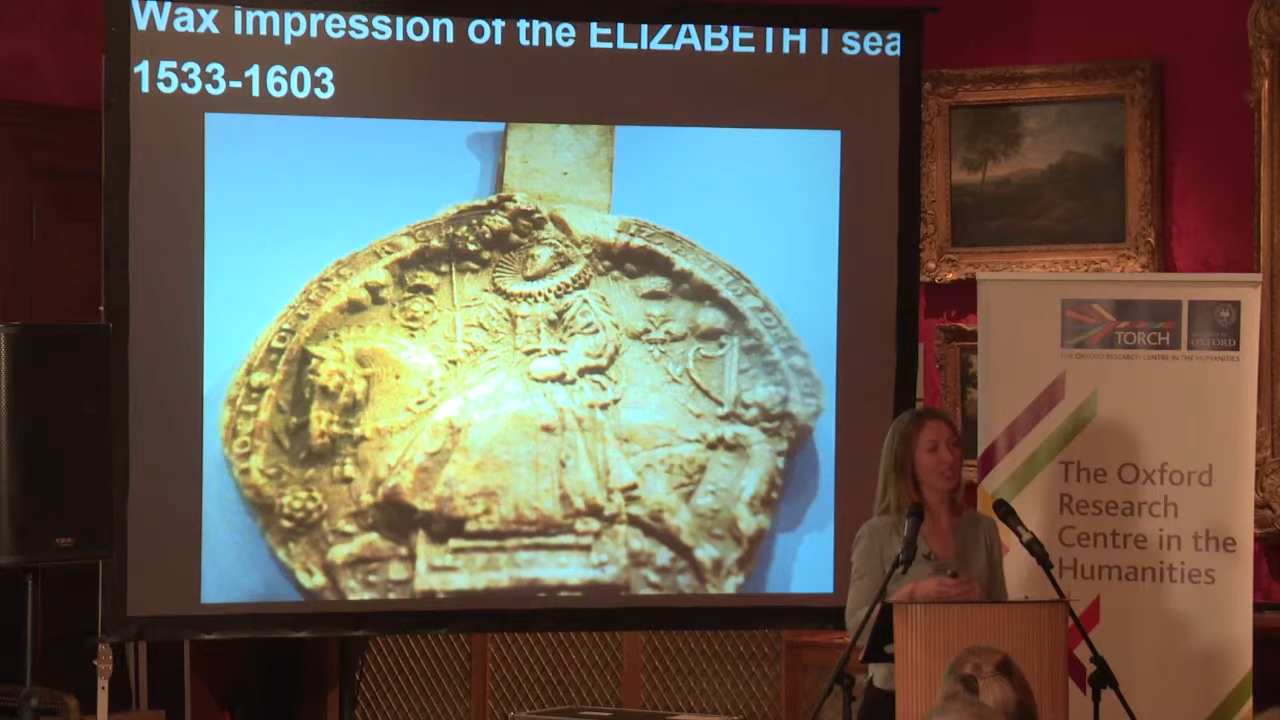 Wax impression of the ELIZABETH I sea
1533-1603
TORCH
OXFORD
THE OXFORD RESEARCH CENTRE IN THE HUMANITIES
The Oxford
Research
Centre in the
Humanities